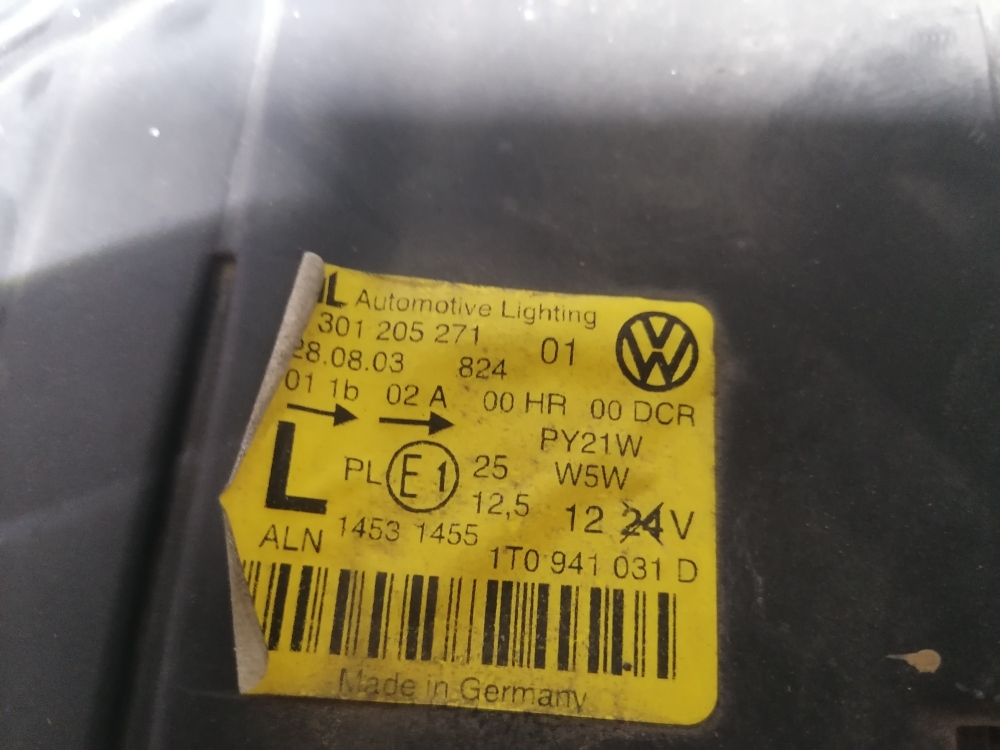 Automotive Lighting
301 205 271 01
28.08.03 824
01 1b 02 A 00 HR 00 DCR
PY21W
L PL E1 25 W5W
12,5 12 24 V
ALN 1453 1455
1T0 941 031 D
Made in Germany